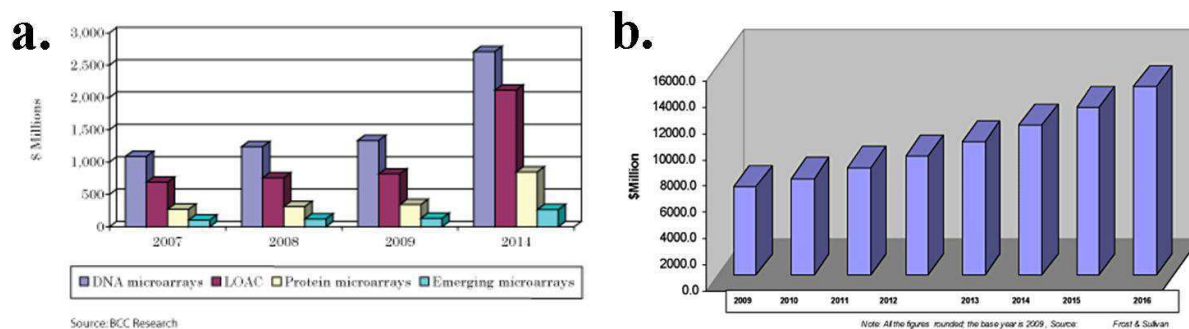 a.
3,000
2,500
2,000
1,500
1,000
500
0
$ Millions
2007 2008 2009 2014
DNA microarrays LOAC Protein microarrays Emerging microarrays
Source: BCC Research
b.
16000.0
14000.0
12000.0
10000.0
8000.0
6000.0
4000.0
2000.0
0.0
$Million
2009 2010 2011 2012 2013 2014 2015 2016
Note: All the figures rounded; the base year is 2009, Source: Frost & Sullivan